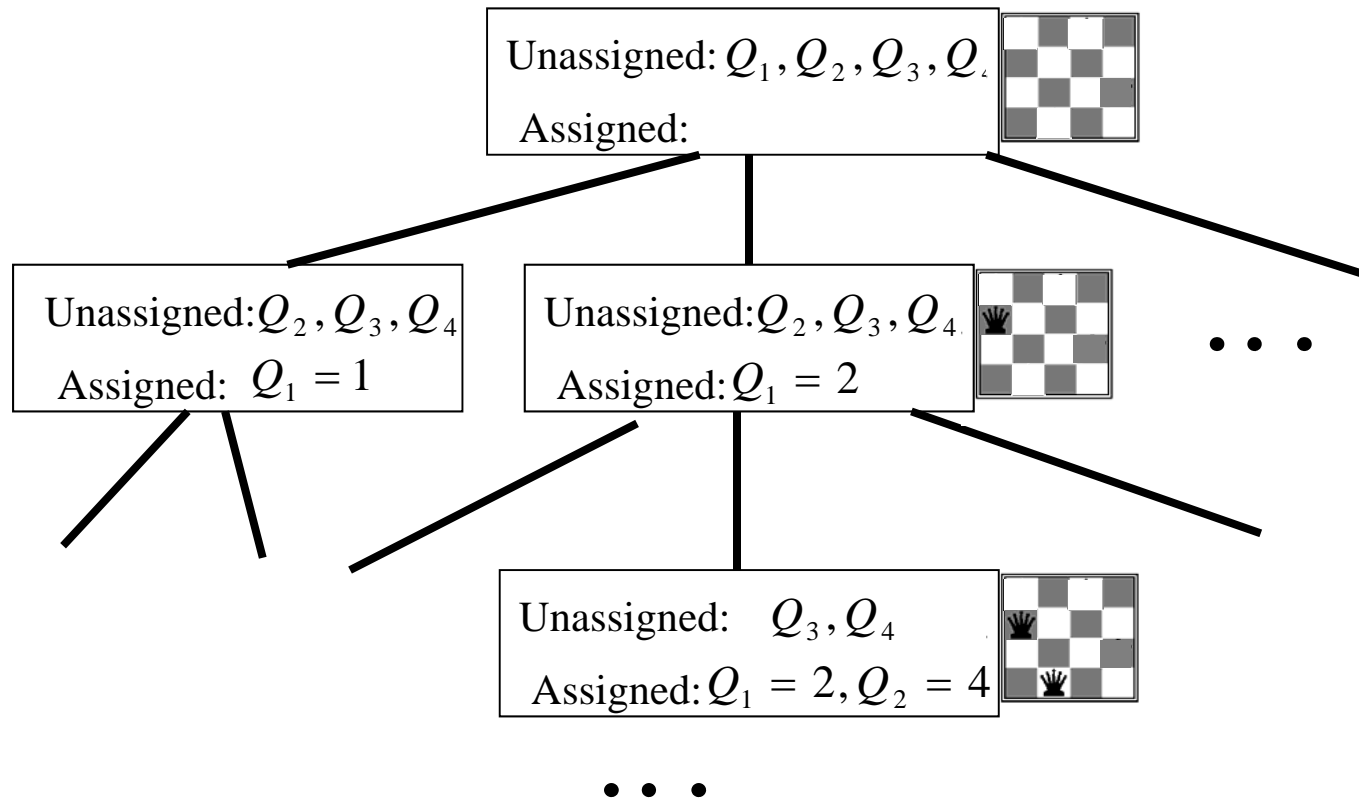 Unassigned: Q₁, Q₂, Q₃, Q
Assigned:
Unassigned: Q₂, Q₃, Q₄
Assigned: Q₁ = 1
Unassigned: Q₂, Q₃, Q₄
Assigned: Q₁ = 2
• • •
Unassigned: Q₃, Q₄
Assigned: Q₁ = 2, Q₂ = 4
• • •